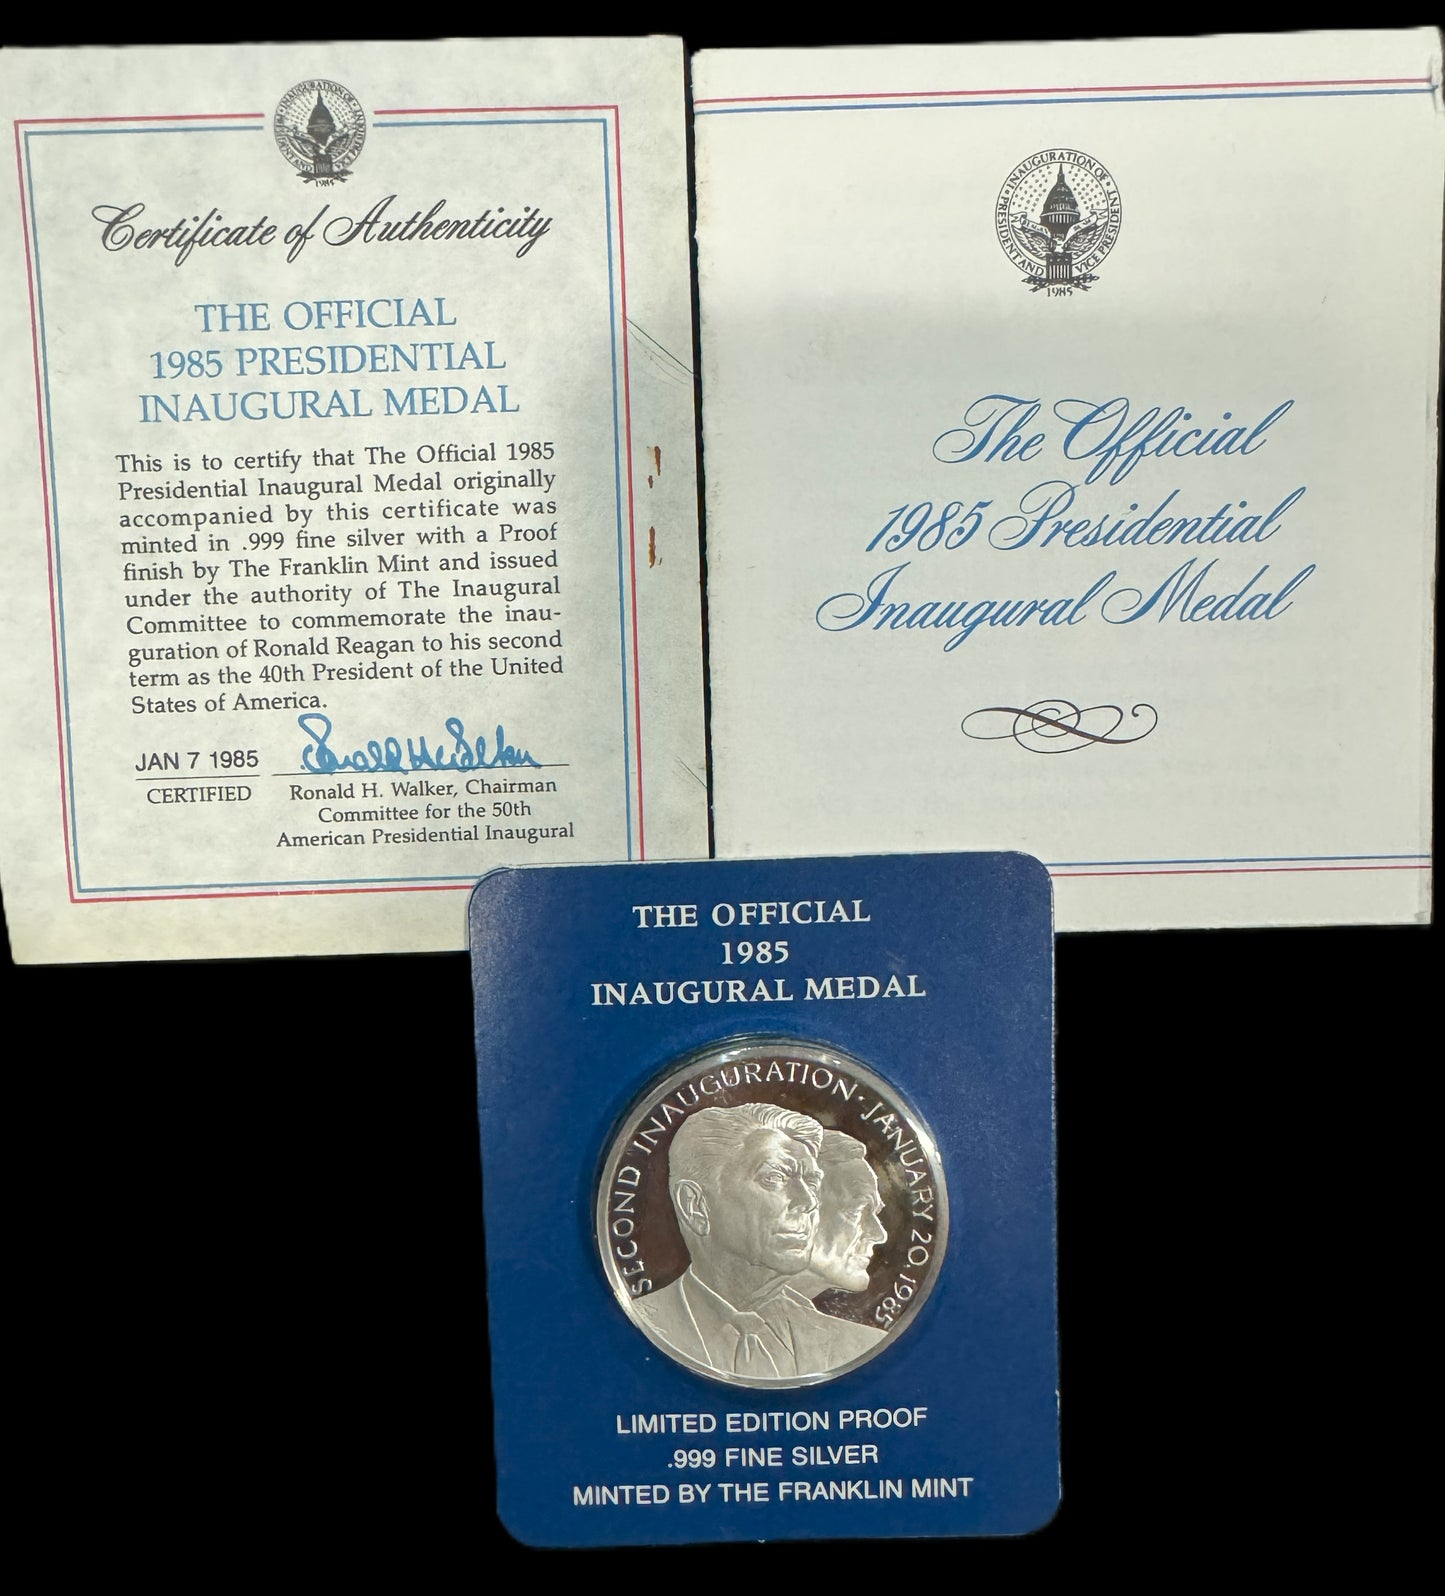 INAUGURATION OF
PRESIDENT AND
VICE PRESIDENT
1985
Certificate of Authenticity
THE OFFICIAL
1985 PRESIDENTIAL
INAUGURAL MEDAL
This is to certify that The Official 1985
Presidential Inaugural Medal originally
accompanied by this certificate was
minted in .999 fine silver with a Proof
finish by The Franklin Mint and issued
under the authority of The Inaugural
Committee to commemorate the inau-
guration of Ronald Reagan to his second
term as the 40th President of the United
States of America.
JAN 7 1985
CERTIFIED
Ronald H. Walker, Chairman
Committee for the 50th
American Presidential Inaugural
INAUGURATION OF
PRESIDENT AND
VICE PRESIDENT
1985
The Official
1985 Presidential
Inaugural Medal
THE OFFICIAL
1985
INAUGURAL MEDAL
SECOND INAUGURATION · JANUARY 20, 1985
LIMITED EDITION PROOF
.999 FINE SILVER
MINTED BY THE FRANKLIN MINT